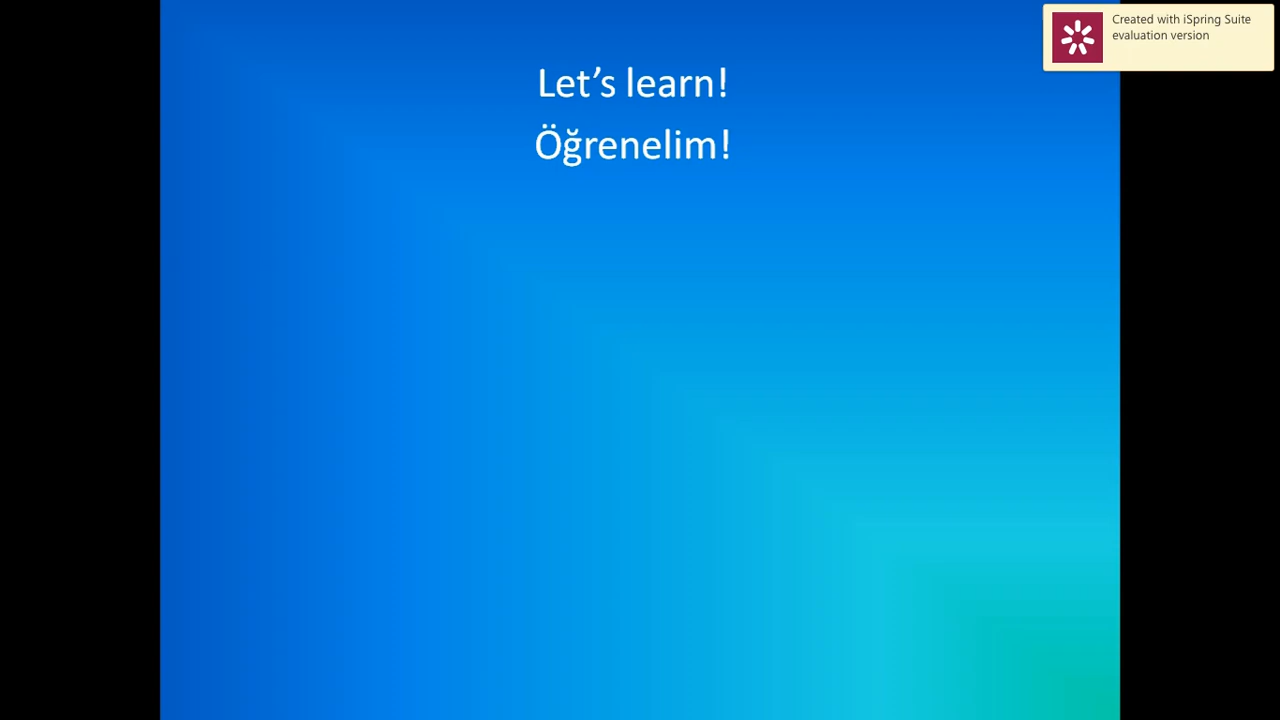 Let’s learn!
Öğrenelim!
Created with iSpring Suite
evaluation version